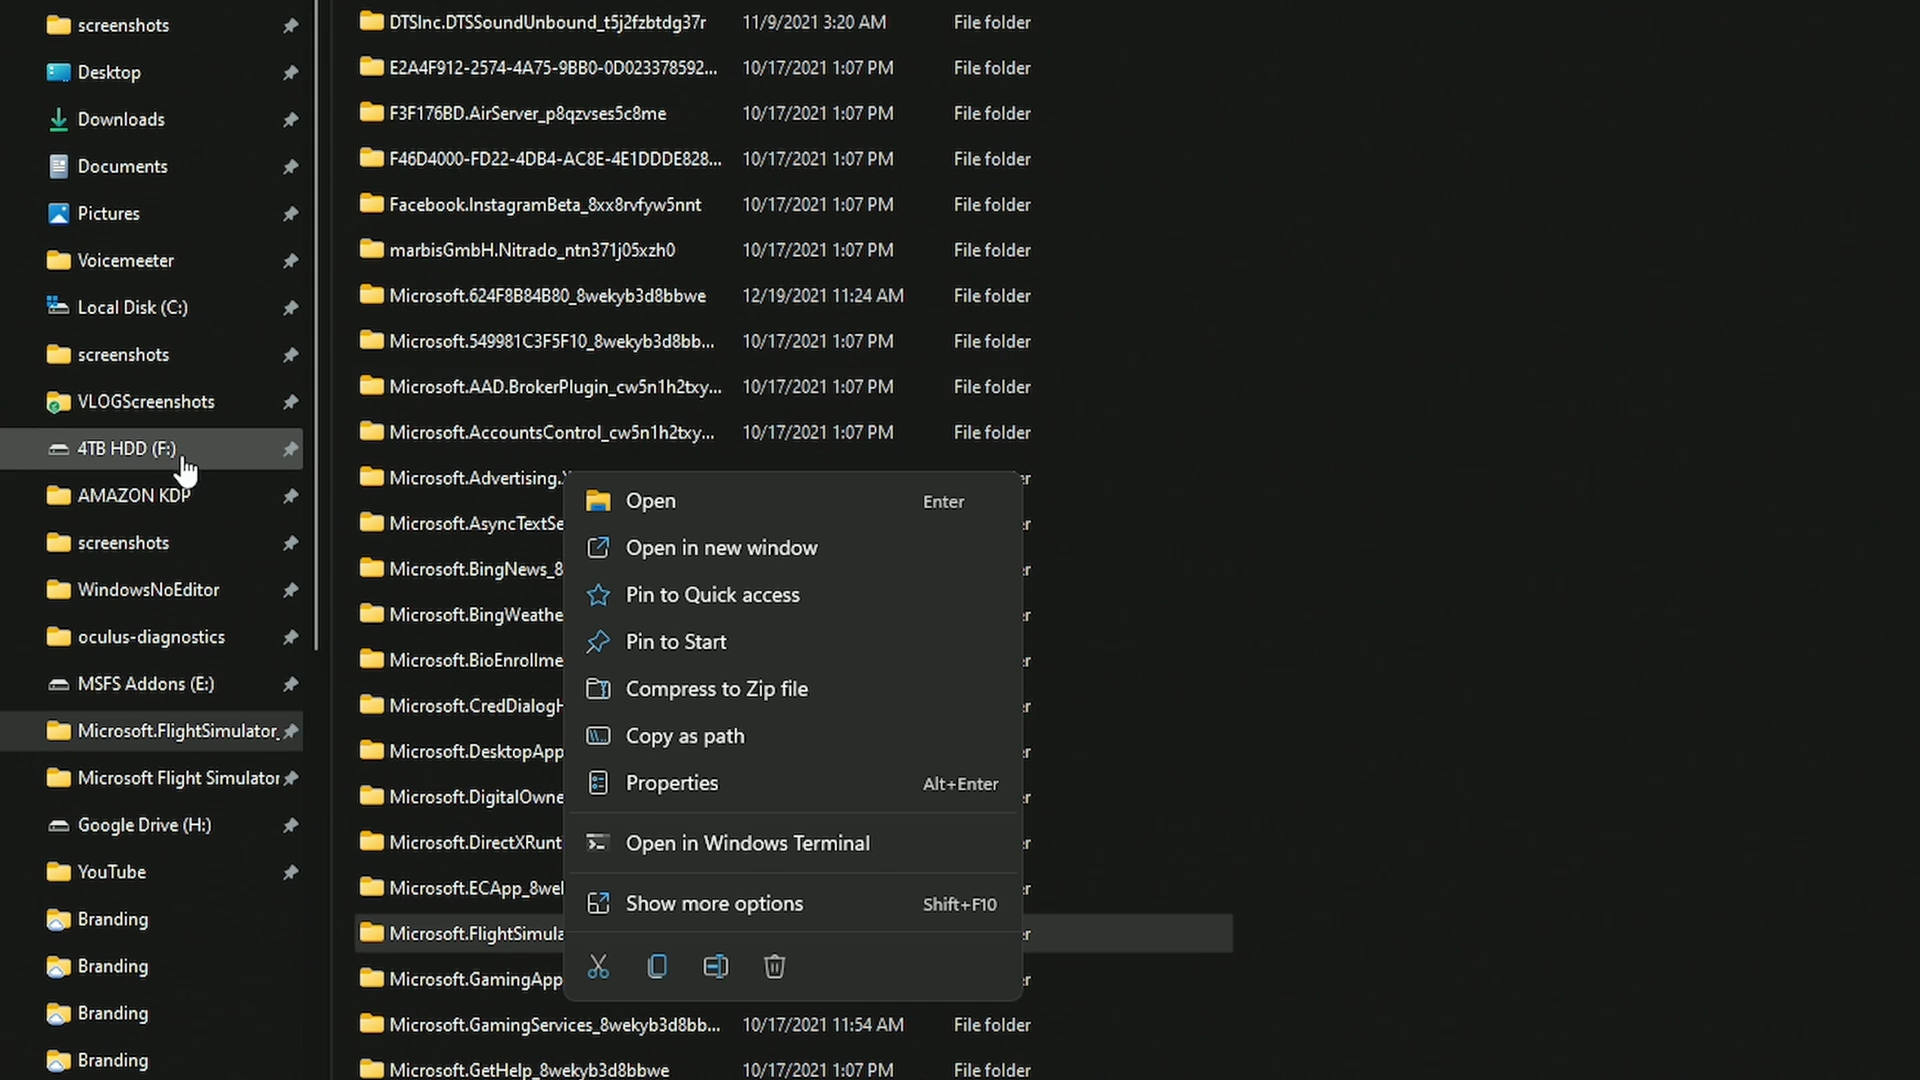 screenshots
Desktop
Downloads
Documents
Pictures
Voicemeeter
Local Disk (C:)
screenshots
VLOGScreenshots
4TB HDD (F:)
AMAZON KDP
screenshots
WindowsNoEditor
oculus-diagnostics
MSFS Addons (E:)
Microsoft.FlightSimulator_
Microsoft Flight Simulator
Google Drive (H:)
YouTube
Branding
Branding
Branding
Branding
DTSInc.DTSSoundUnbound_t5j2fzbtdg37r 11/9/2021 3:20 AM File folder
E2A4F912-2574-4A75-9BB0-0D023378592... 10/17/2021 1:07 PM File folder
F3F176BD.AirServer_p8qzvses5c8me 10/17/2021 1:07 PM File folder
F46D4000-FD22-4DB4-AC8E-4E1DDDE828... 10/17/2021 1:07 PM File folder
Facebook.InstagramBeta_8xx8rvfyw5nnt 10/17/2021 1:07 PM File folder
marbisGmbH.Nitrado_ntn371j05xzh0 10/17/2021 1:07 PM File folder
Microsoft.624F8B84B80_8wekyb3d8bbwe 12/19/2021 11:24 AM File folder
Microsoft.549981C3F5F10_8wekyb3d8bb... 10/17/2021 1:07 PM File folder
Microsoft.AAD.BrokerPlugin_cw5n1h2txy... 10/17/2021 1:07 PM File folder
Microsoft.AccountsControl_cw5n1h2txy... 10/17/2021 1:07 PM File folder
Microsoft.Advertising.
Microsoft.AsyncTextSe
Microsoft.BingNews_8
Microsoft.BingWeathe
Microsoft.BioEnrollme
Microsoft.CredDialogH
Microsoft.DesktopApp
Microsoft.DigitalOwne
Microsoft.DirectXRunt
Microsoft.ECApp_8wel
Microsoft.FlightSimula
Microsoft.GamingApp
Microsoft.GamingServices_8wekyb3d8bb... 10/17/2021 11:54 AM File folder
Microsoft.GetHelp_8wekyb3d8bbwe 10/17/2021 1:07 PM File folder
Open Enter
Open in new window
Pin to Quick access
Pin to Start
Compress to Zip file
Copy as path
Properties Alt+Enter
Open in Windows Terminal
Show more options Shift+F10